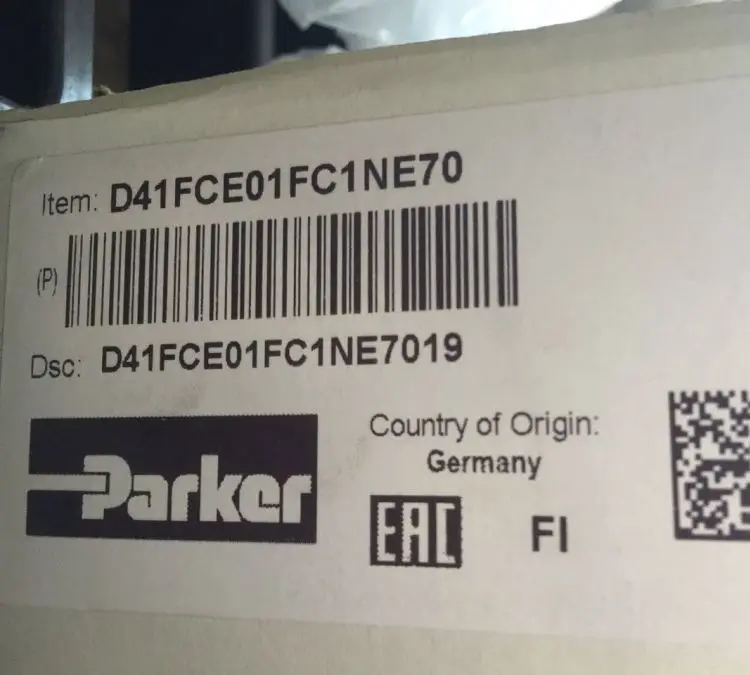 Item: D41FCE01FC1NE70
(P)
Dsc: D41FCE01FC1NE7019
Parker
Country of Origin:
Germany
EAC
FI